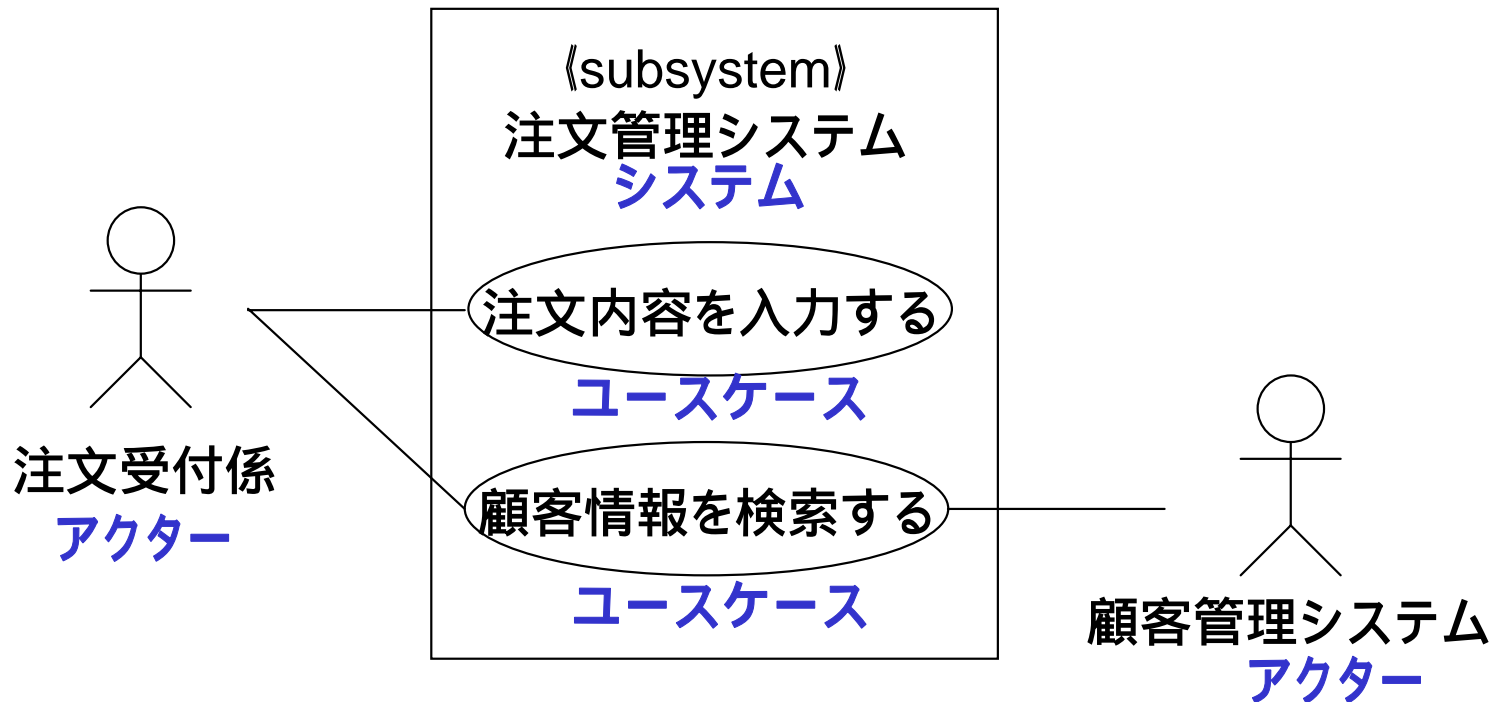 《subsystem》
注文管理システム
システム
注文内容を入力する
ユースケース
注文受付係
アクター
顧客情報を検索する
ユースケース
顧客管理システム
アクター